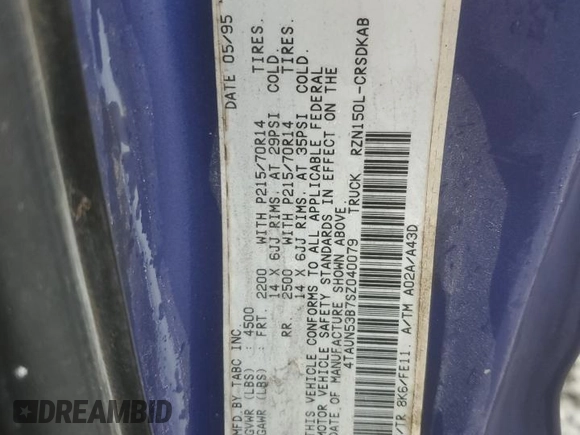 MFD.BY:TABC INC. DATE 05/95
GVWR (LBS) : 4500
GAWR (LBS) : FRT. 2200 WITH P215/70R14 TIRES.
14 X 6JJ RIMS. AT 29PSI COLD.
RR. 2500 WITH P215/70R14 TIRES.
14 X 6JJ RIMS. AT 35PSI COLD.
THIS VEHICLE CONFORMS TO ALL APPLICABLE FEDERAL
MOTOR VEHICLE SAFETY STANDARDS IN EFFECT ON THE
DATE OF MANUFACTURE SHOWN ABOVE.
4TAUN53B7SZ040079 TRUCK RZN150L-CRSDKAB
/TR 8K6/FE11. A/TM A02A/A43D
DID.CARS